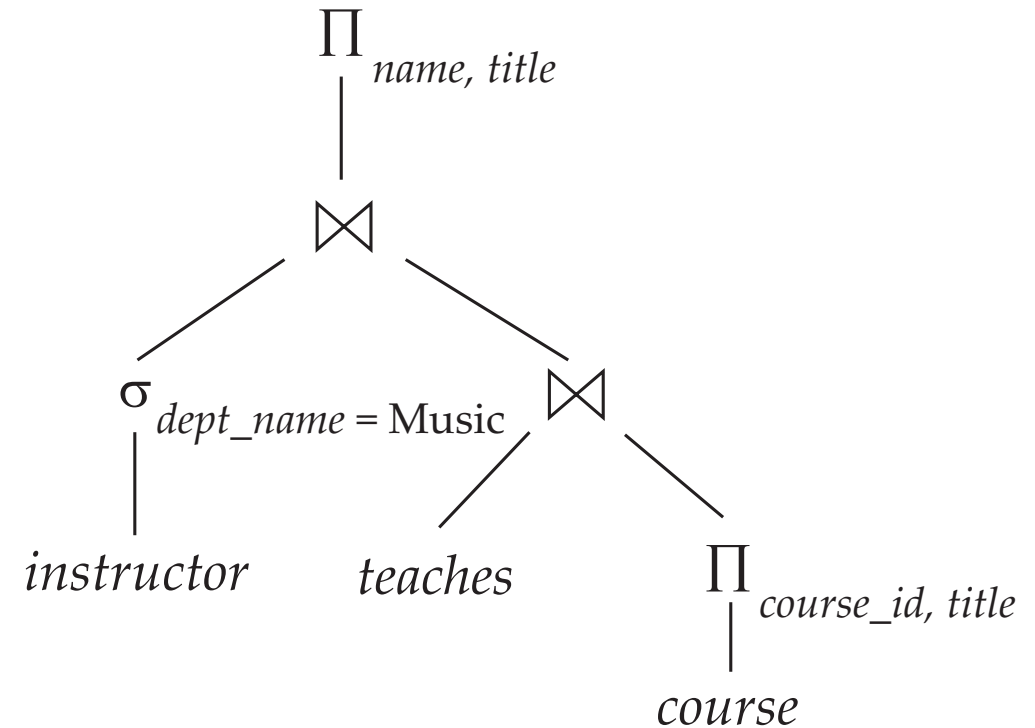 Π name, title
⋈
σ dept_name = Music
⋈
instructor
teaches
Π course_id, title
course